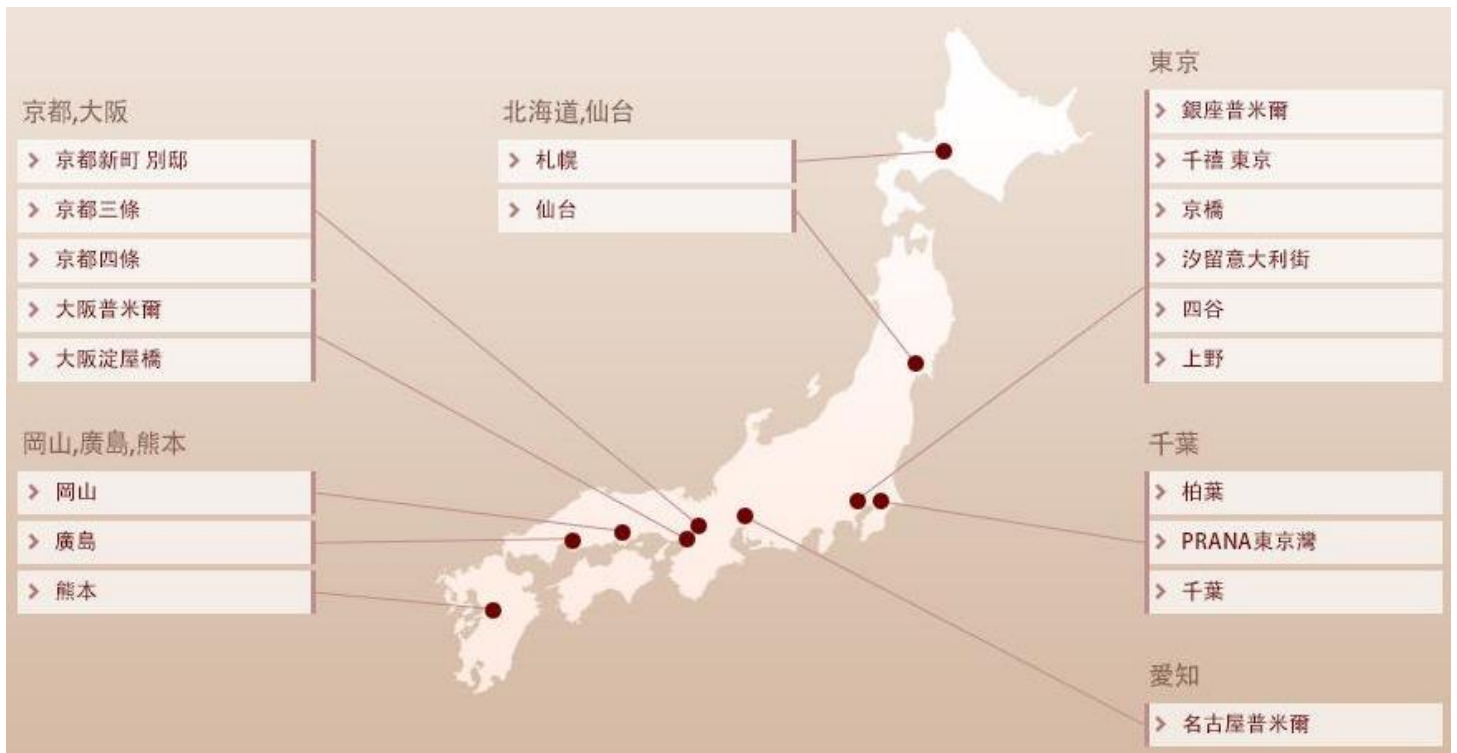 京都,大阪
京都新町 別邸
京都三條
京都四條
大阪普米爾
大阪淀屋橋
岡山,廣島,熊本
岡山
廣島
熊本
北海道,仙台
札幌
仙台
東京
銀座普米爾
千禧 東京
京橋
汐留意大利街
四谷
上野
千葉
柏葉
PRANA東京灣
千葉
愛知
名古屋普米爾